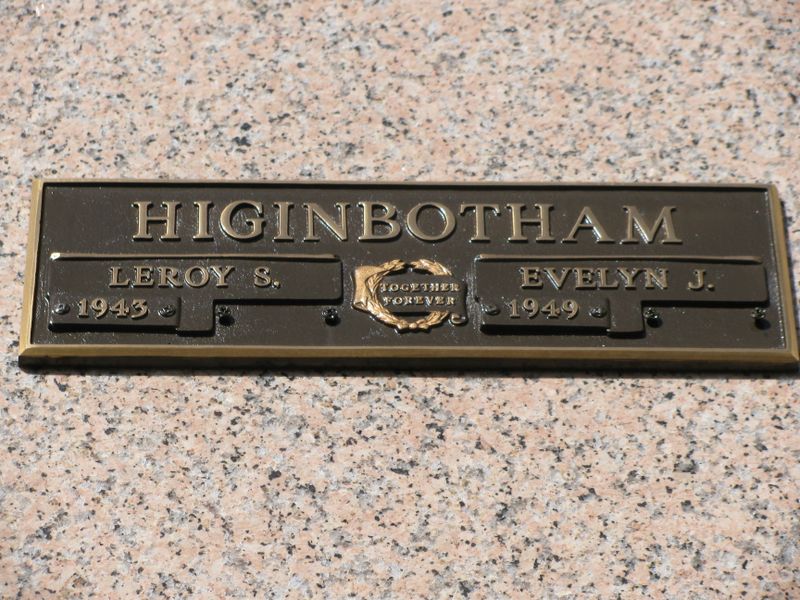 HIGINBOTHAM
LEROY S.
1943
TOGETHER
FOREVER
EVELYN J.
1949